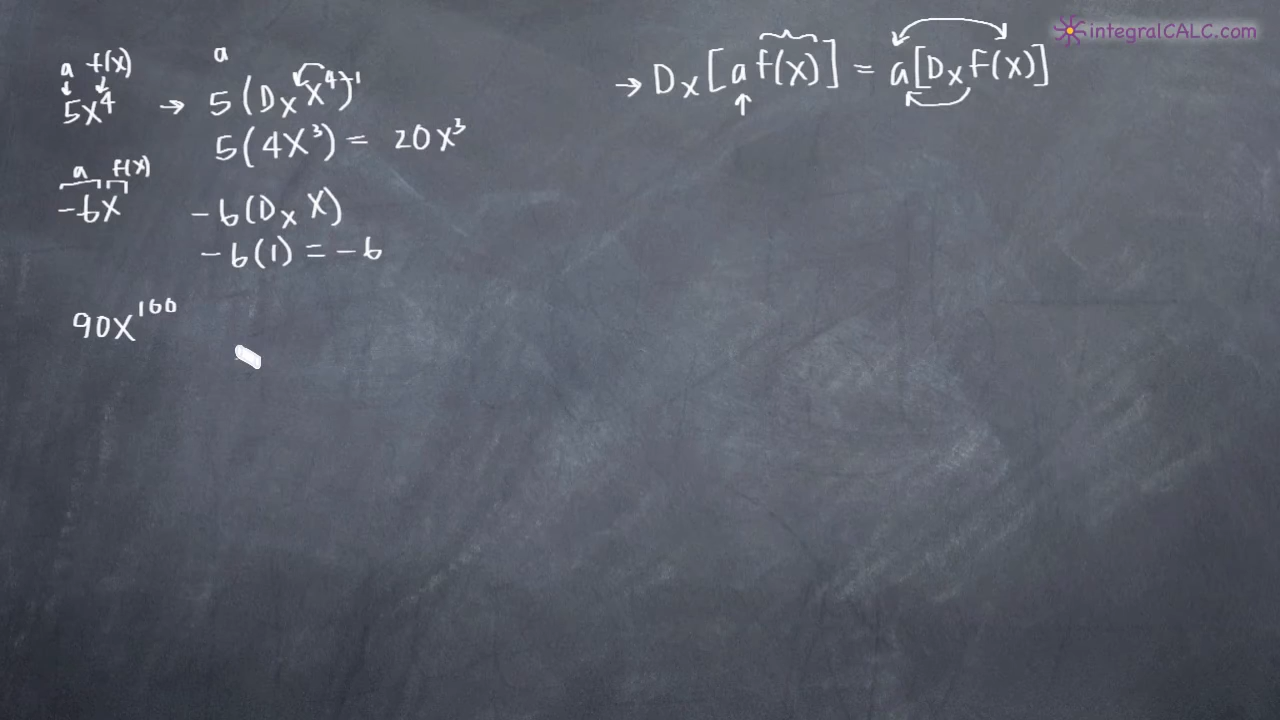 integralCALC.com
→ Dₓ [a f(x)] = a[Dₓ f(x)]
a f(x)
5x⁴ →
a
5(Dₓ x⁴)⁻¹
5(4x³) = 20x³
a f(x)
-6x
-6(Dₓ x)
-6(1) = -6
90x¹⁰⁰